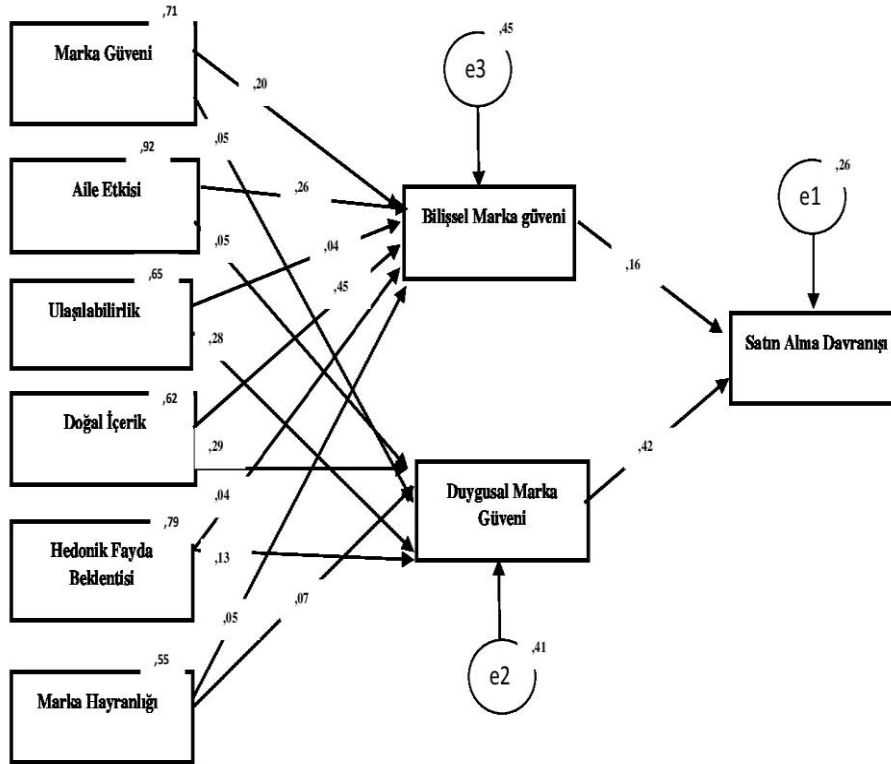 ,71
Marka Güveni
,20
,05
,92
Aile Etkisi
,26
,05
,65
Ulaşılabilirlik
,04
,45
,28
,62
Doğal İçerik
,29
,04
,79
Hedonik Fayda
Beklentisi
,13
,05
,07
,55
Marka Hayranlığı
,45
e3
Bilişsel Marka güveni
,16
Duygusal Marka
Güveni
,42
,41
e2
,26
e1
Satın Alma Davranışı